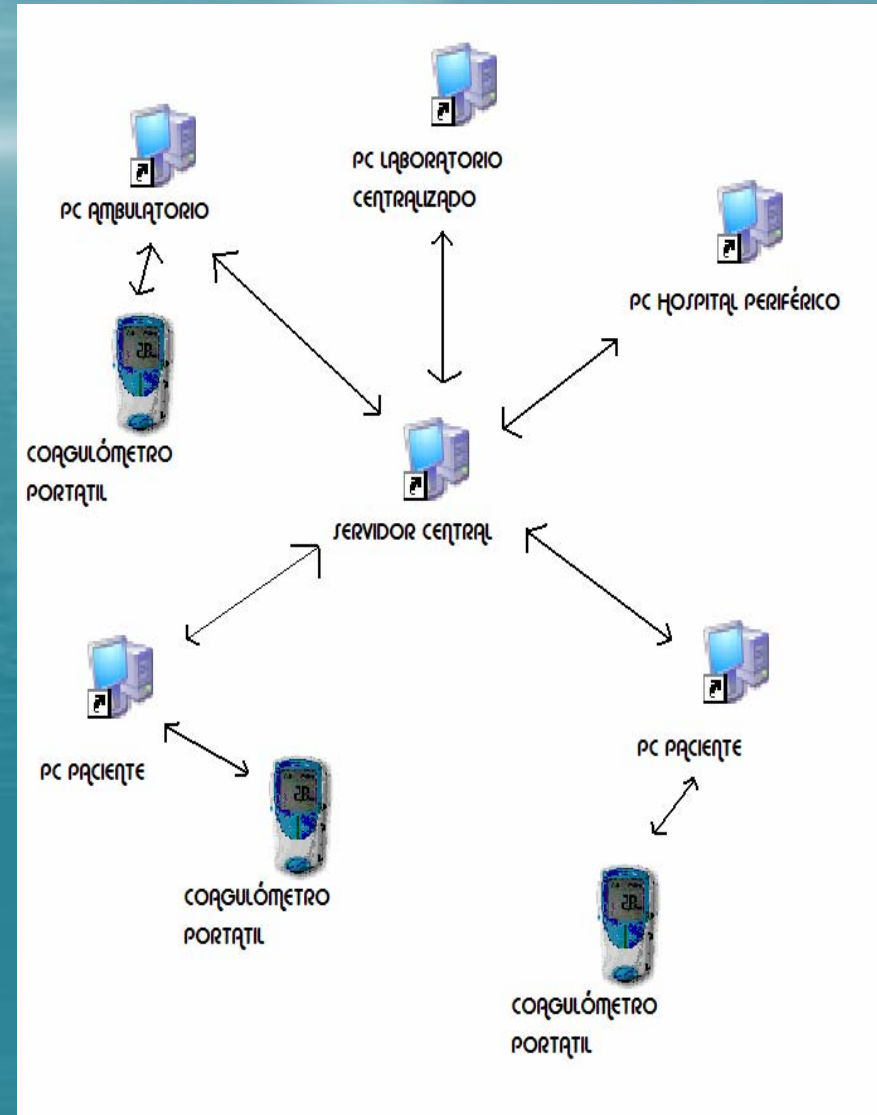 PC LABORATORIO
CENTRALIZADO
PC AMBULATORIO
PC HOSPITAL PERIFÉRICO
COAGULÓMETRO
PORTATIL
SERVIDOR CENTRAL
PC PACIENTE
PC PACIENTE
COAGULÓMETRO
PORTATIL
COAGULÓMETRO
PORTATIL